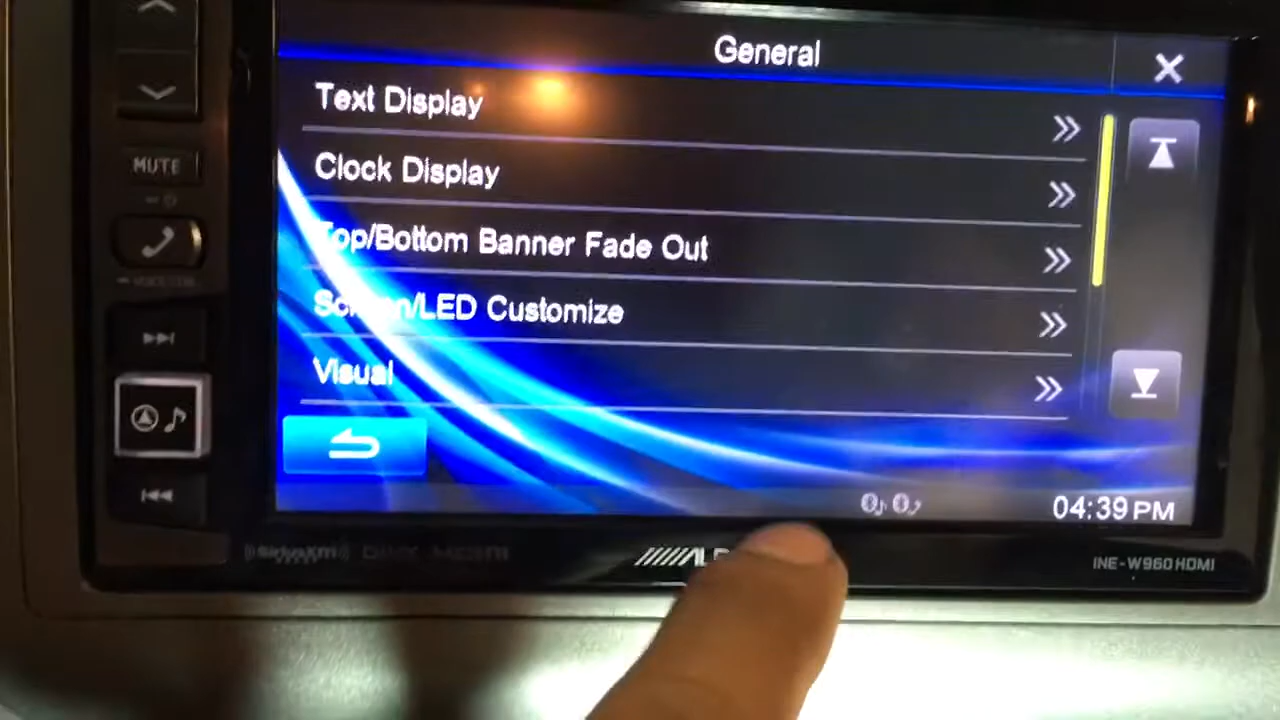 General
Text Display
Clock Display
Top/Bottom Banner Fade Out
Screen/LED Customize
Visual
MUTE
04:39 PM
INE-W960HDMI